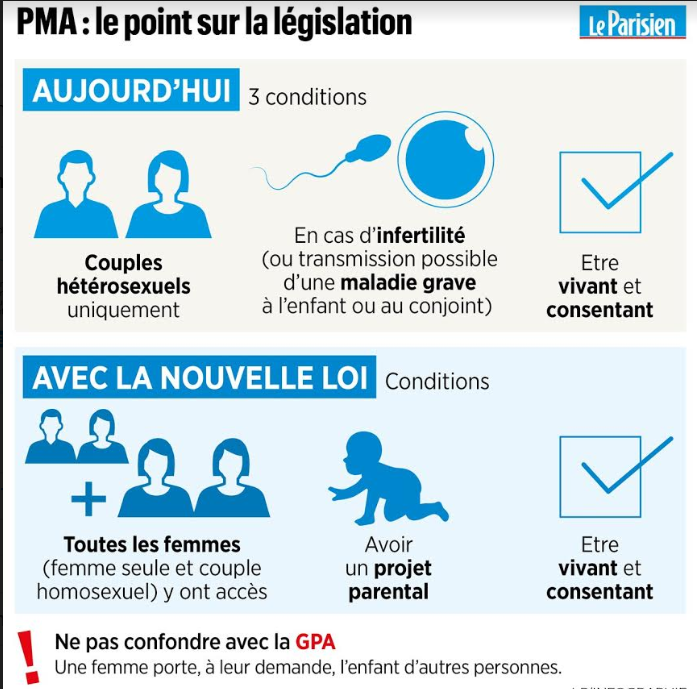 PMA : le point sur la législation
Le Parisien
AUJOURD'HUI 3 conditions
Couples
hétérosexuels
uniquement
En cas d'infertilité
(ou transmission possible
d'une maladie grave
à l'enfant ou au conjoint)
Etre
vivant et
consentant
AVEC LA NOUVELLE LOI Conditions
Toutes les femmes
(femme seule et couple
homosexuel) y ont accès
Avoir
un projet
parental
Etre
vivant et
consentant
Ne pas confondre avec la GPA
Une femme porte, à leur demande, l'enfant d'autres personnes.